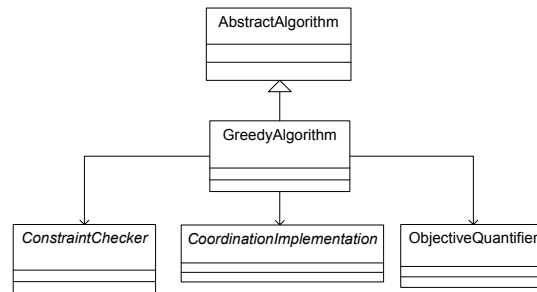 AbstractAlgorithm
GreedyAlgorithm
ConstraintChecker
CoordinationImplementation
ObjectiveQuantifier